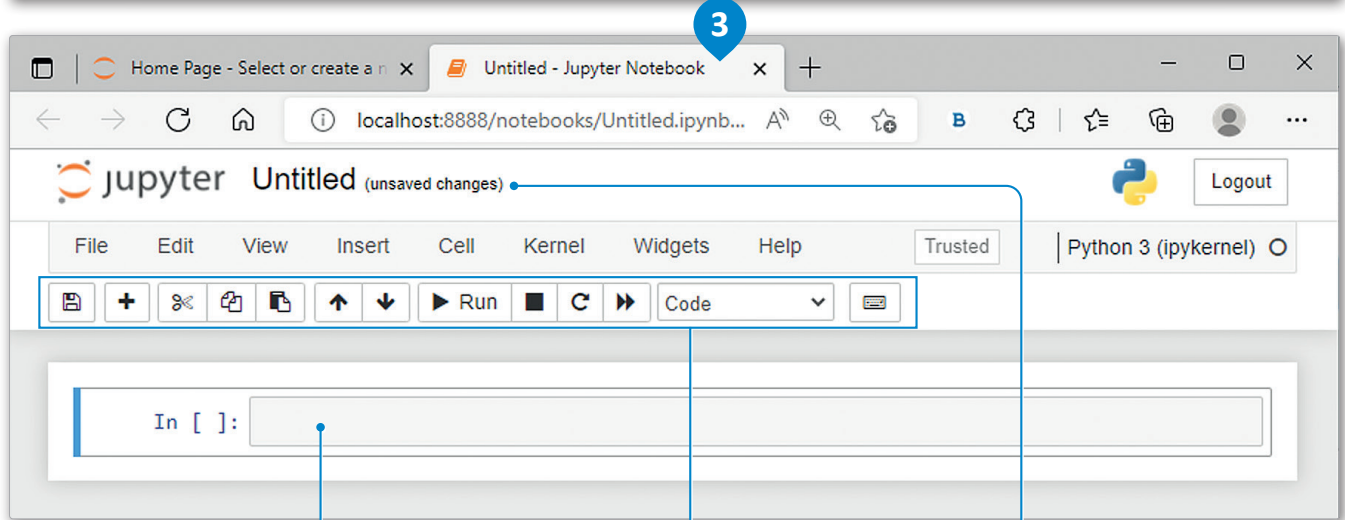 3
Home Page - Select or create a n
Untitled - Jupyter Notebook
localhost:8888/notebooks/Untitled.ipynb...
A
B
jupyter Untitled (unsaved changes)
Logout
File Edit View Insert Cell Kernel Widgets Help Trusted Python 3 (ipykernel)
Run Code
In [ ]: